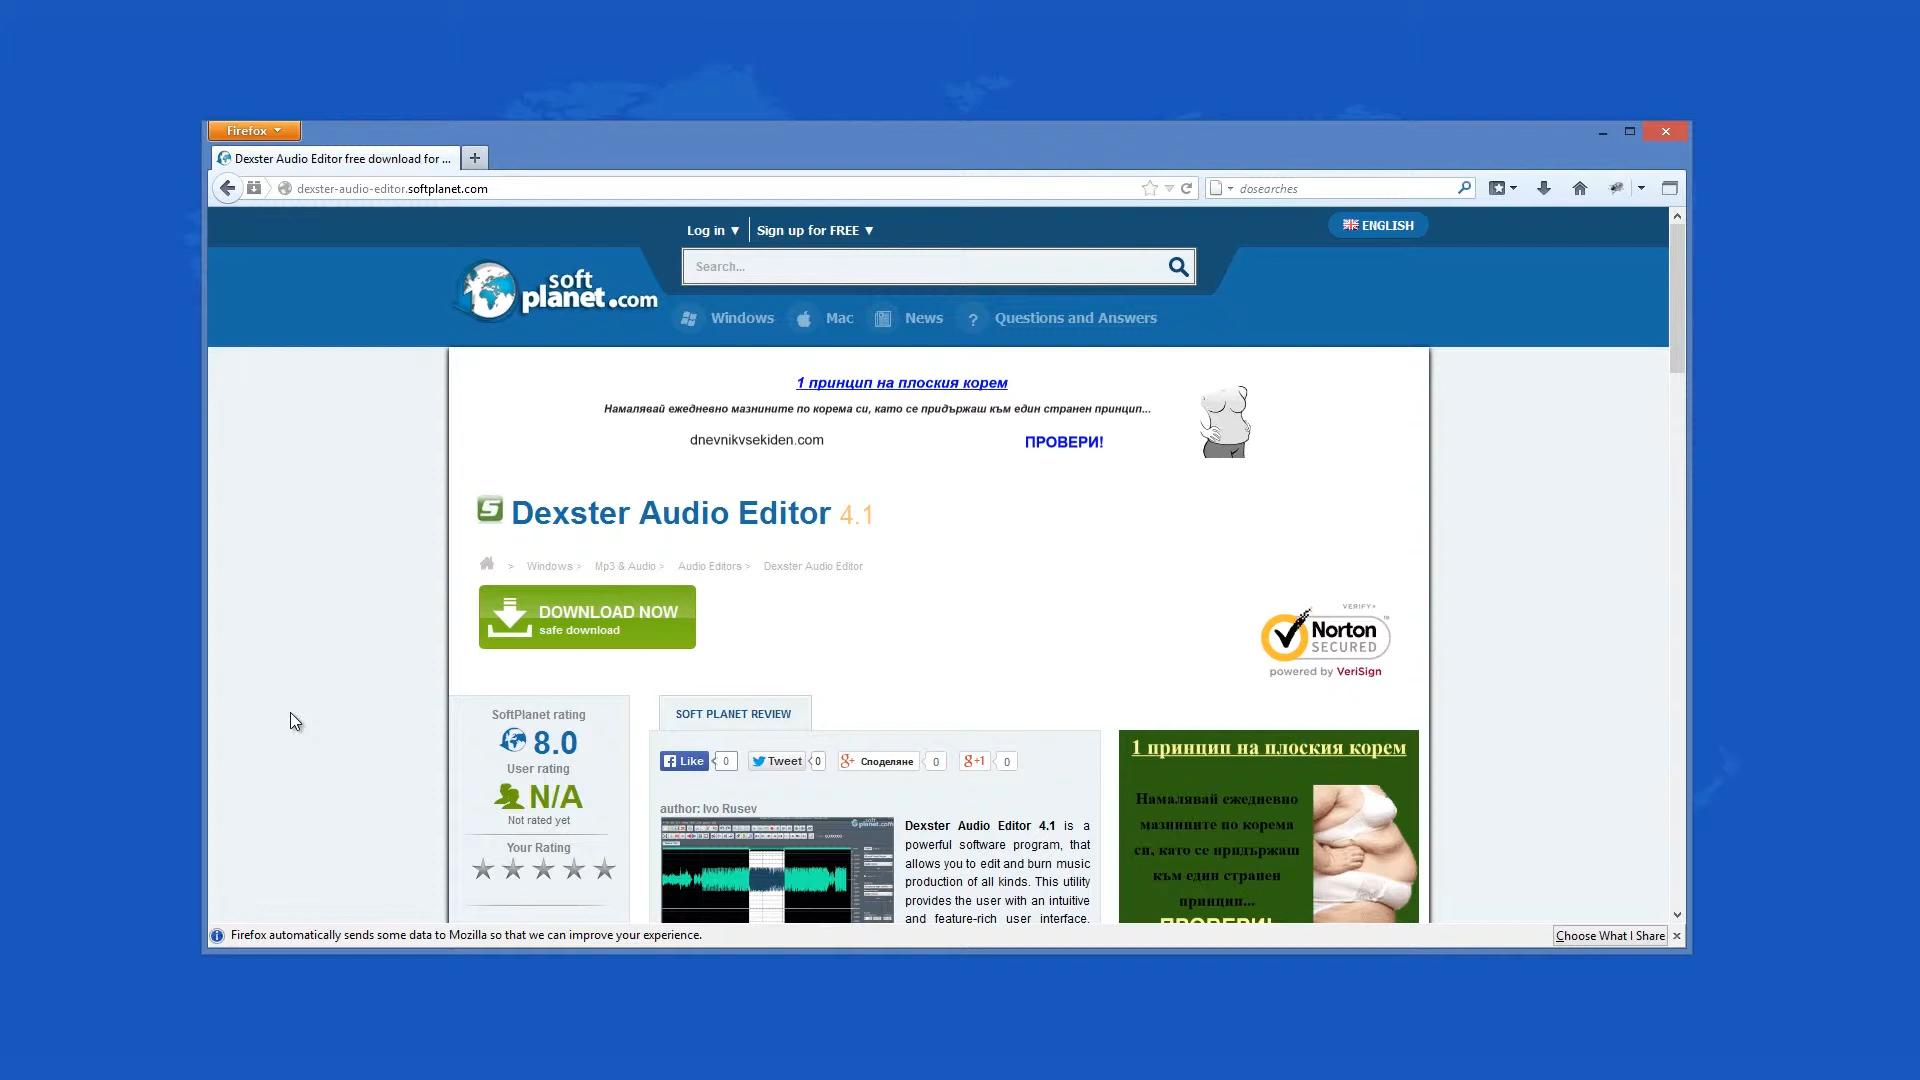 Firefox
Dexster Audio Editor free download for ...
dexster-audio-editor.softplanet.com
dosearches
Log in ▼
Sign up for FREE ▼
ENGLISH
Search...
soft
planet.com
Windows
Mac
News
? Questions and Answers
1 принцип на плоския корем
Намалявай ежедневно мазнините по корема си, като се придържаш към един странен принцип...
dnevnikvsekiden.com
ПРОВЕРИ!
S Dexster Audio Editor 4.1
> Windows > Mp3 & Audio > Audio Editors > Dexster Audio Editor
DOWNLOAD NOW
safe download
VERIFY
Norton
SECURED
powered by VeriSign
SoftPlanet rating
8.0
User rating
N/A
Not rated yet
Your Rating
SOFT PLANET REVIEW
Like 0
Tweet 0
g+ Споделяне 0
g+1 0
author: Ivo Rusev
Dexster Audio Editor 4.1 is a
powerful software program, that
allows you to edit and burn music
production of all kinds. This utility
provides the user with an intuitive
and feature-rich user interface.
1 принцип на плоския корем
Намалявай ежедневно
мазнините по корема
си, като се придържаш
към един странен
принцип...
ПРОВЕРИ!
Firefox automatically sends some data to Mozilla so that we can improve your experience.
Choose What I Share